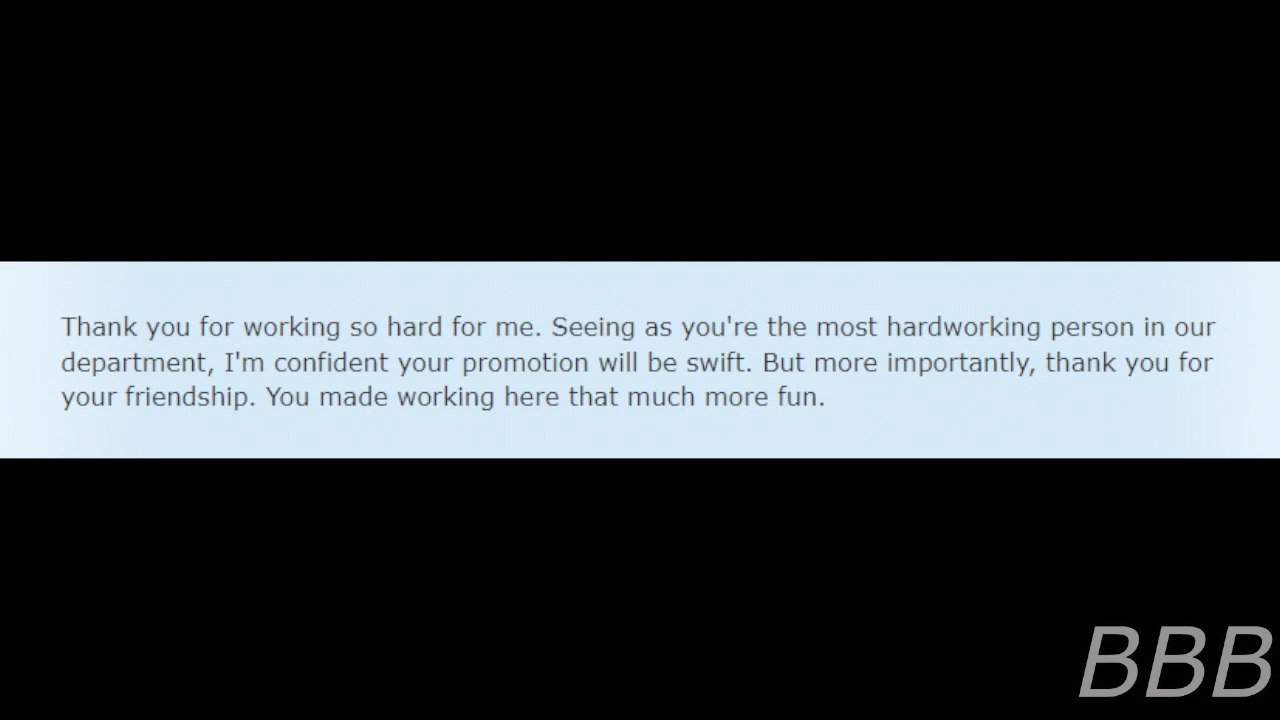 Thank you for working so hard for me. Seeing as you're the most hardworking person in our
department, I'm confident your promotion will be swift. But more importantly, thank you for
your friendship. You made working here that much more fun.
BBB